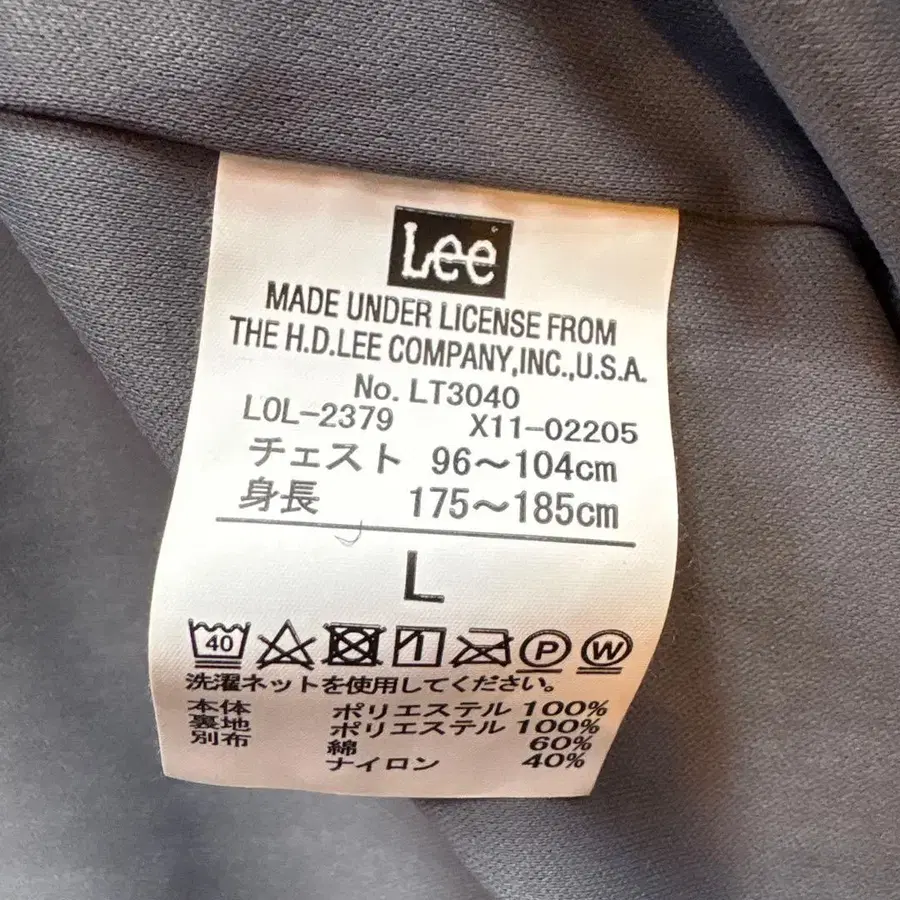 Lee
MADE UNDER LICENSE FROM
THE H.D.LEE COMPANY,INC.,U.S.A.
No. LT3040
LOL-2379 X11-02205
チェスト 96～104cm
身長 175～185cm
L
40 P W
洗濯ネットを使用してください。
本体 ポリエステル 100%
裏地 ポリエステル 100%
別布 綿 60%
ナイロン 40%